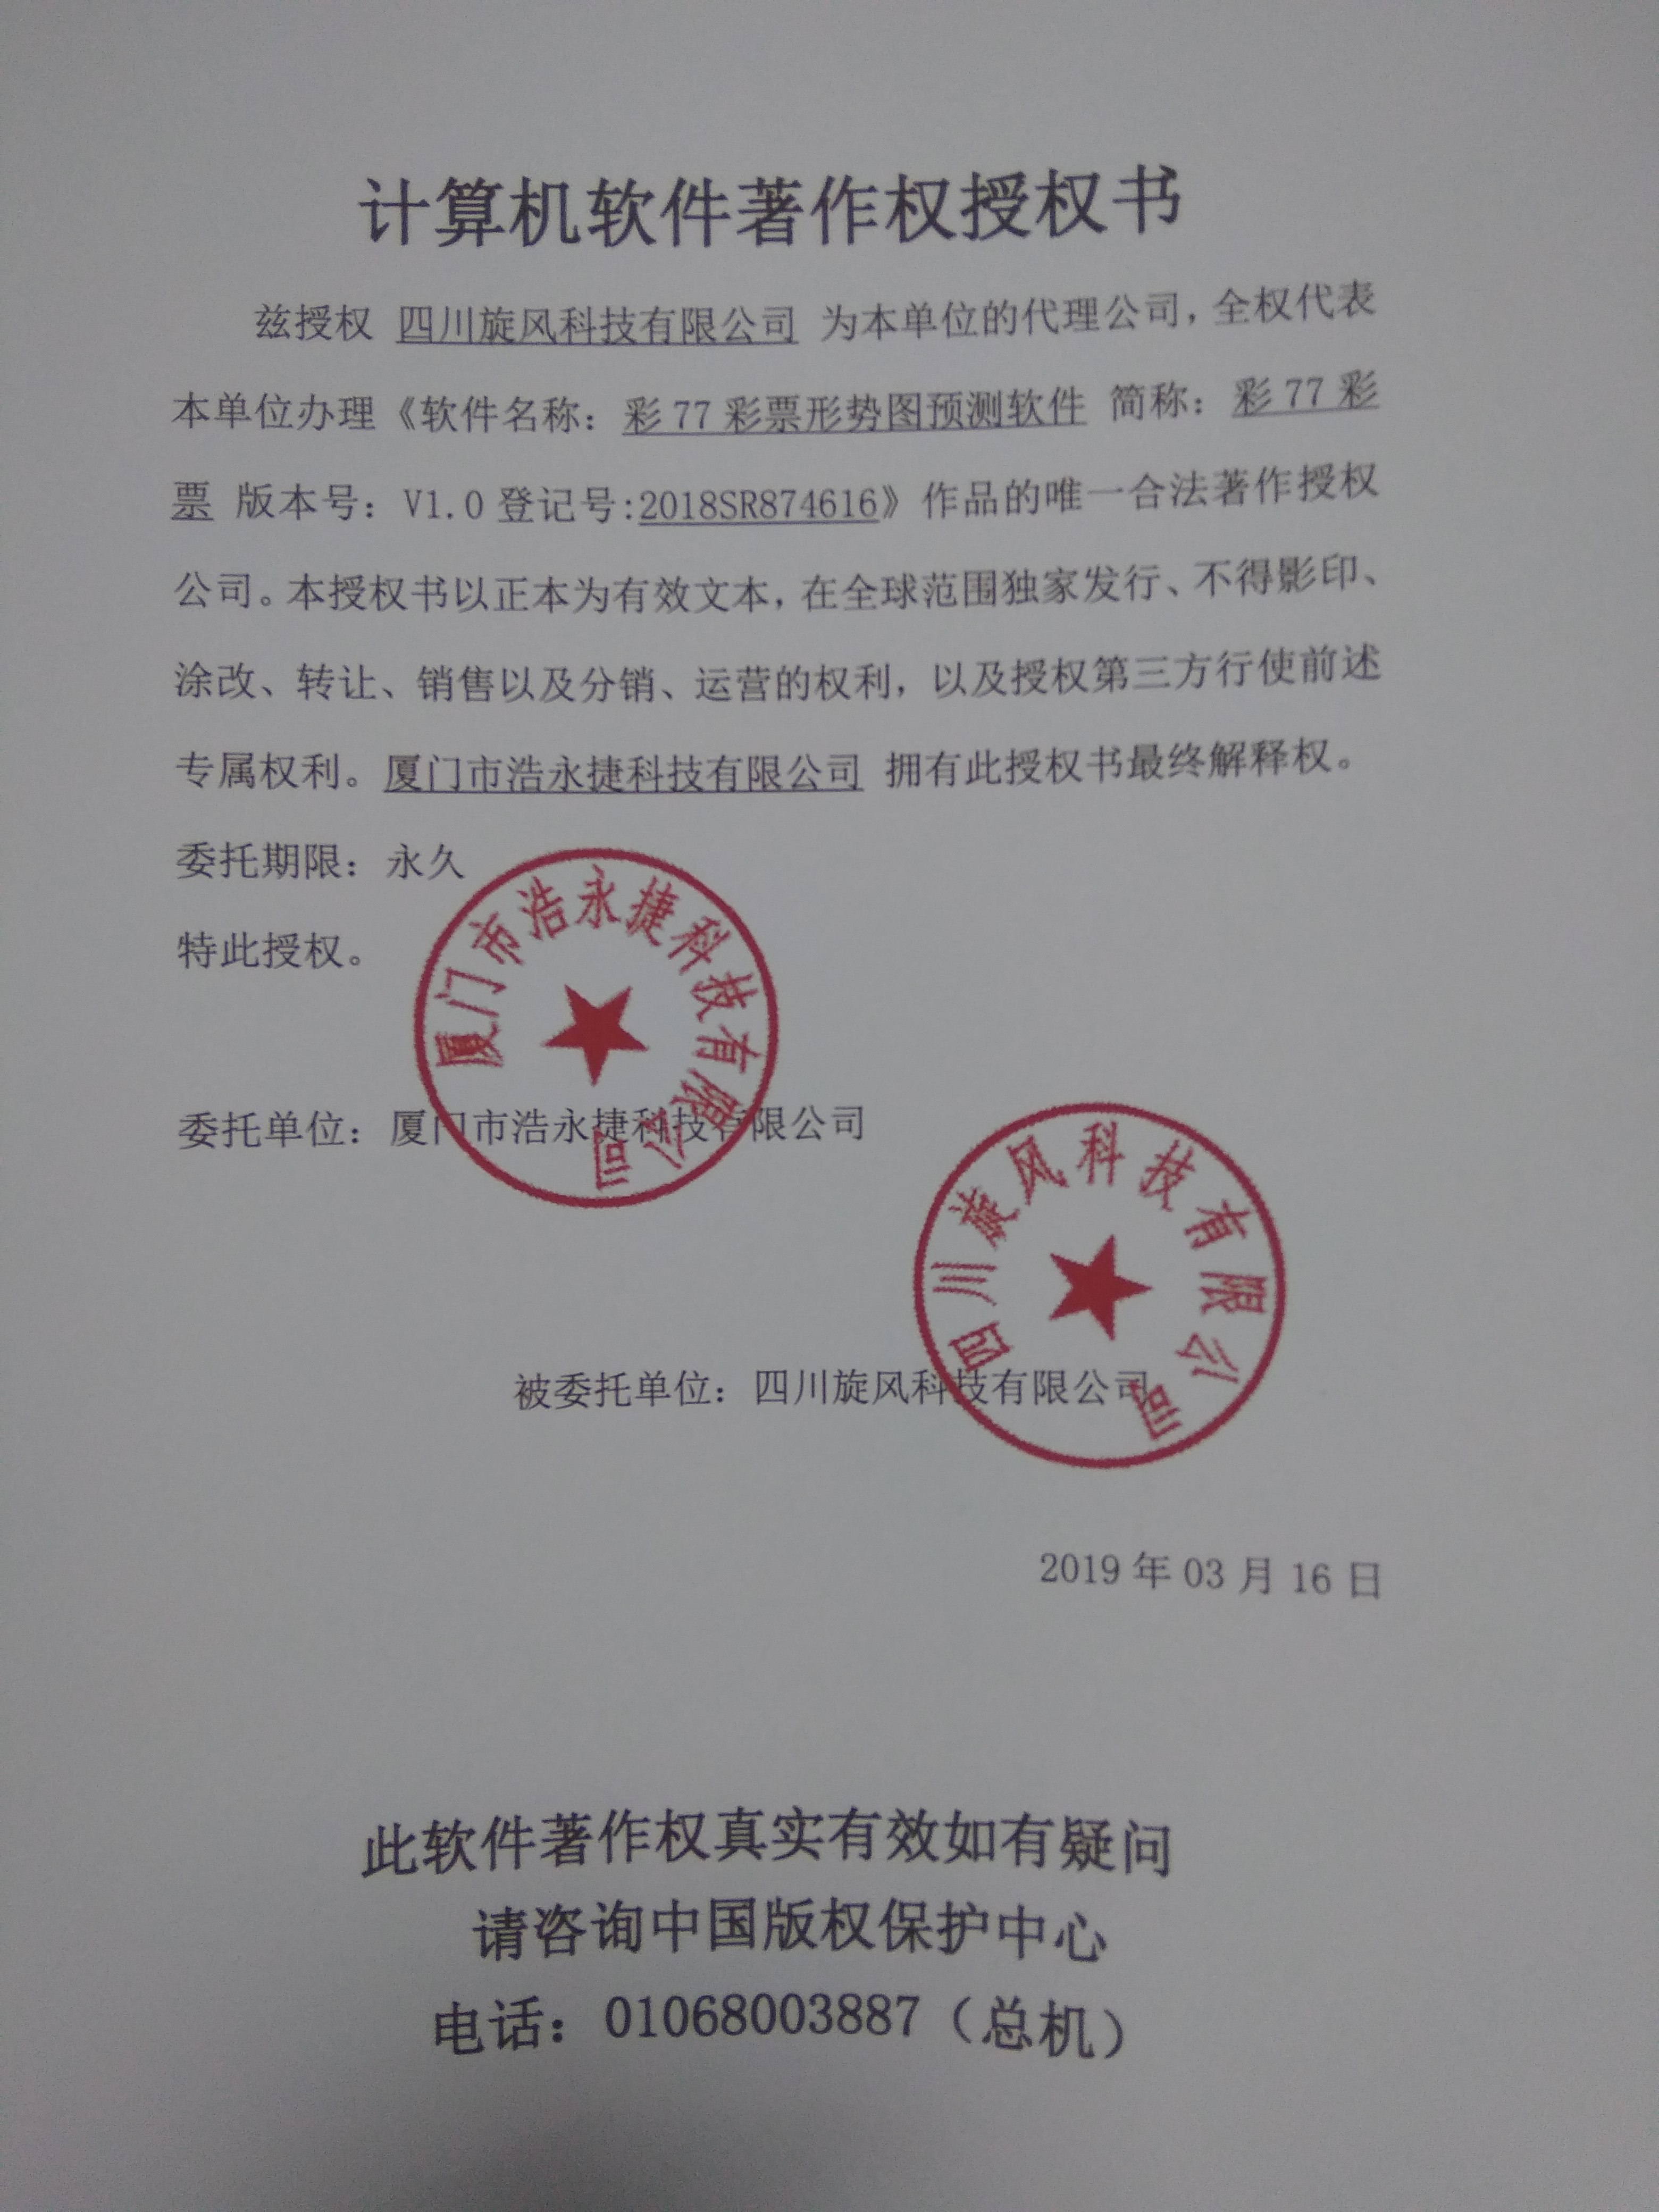 计算机软件著作权授权书
兹授权 四川旋风科技有限公司 为本单位的代理公司，全权代表
本单位办理《软件名称：彩 77 彩票形势图预测软件 简称：彩 77 彩
票 版本号：V1.0 登记号:2018SR874616》作品的唯一合法著作授权
公司。本授权书以正本为有效文本，在全球范围独家发行、不得影印、
涂改、转让、销售以及分销、运营的权利，以及授权第三方行使前述
专属权利。厦门市浩永捷科技有限公司 拥有此授权书最终解释权。
委托期限：永久
特此授权。
厦门市浩永捷科技有限公司
委托单位：厦门市浩永捷科技有限公司
四川旋风科技有限公司
被委托单位：四川旋风科技有限公司
2019 年 03 月 16 日
此软件著作权真实有效如有疑问
请咨询中国版权保护中心
电话：01068003887（总机）